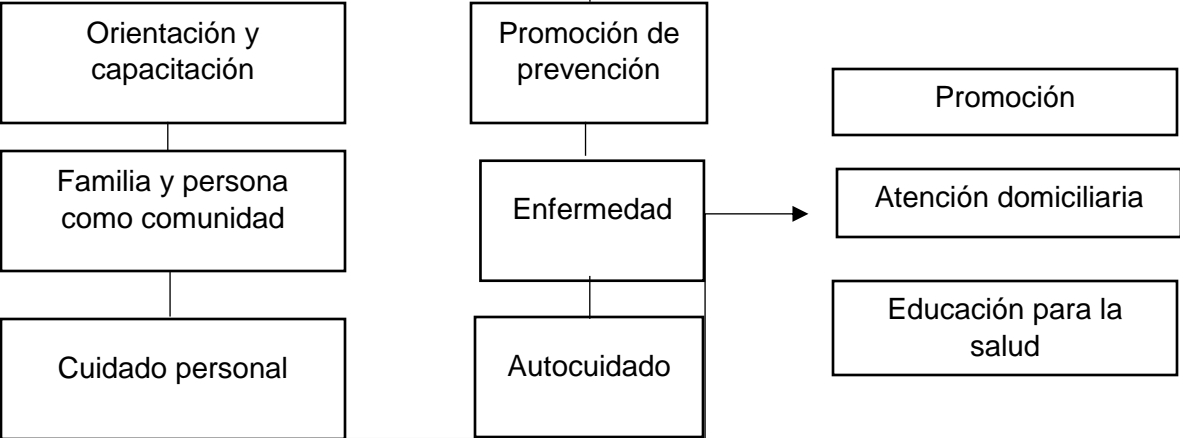 Orientación y
capacitación
Familia y persona
como comunidad
Cuidado personal
Promoción de
prevención
Enfermedad
Autocuidado
Promoción
Atención domiciliaria
Educación para la
salud